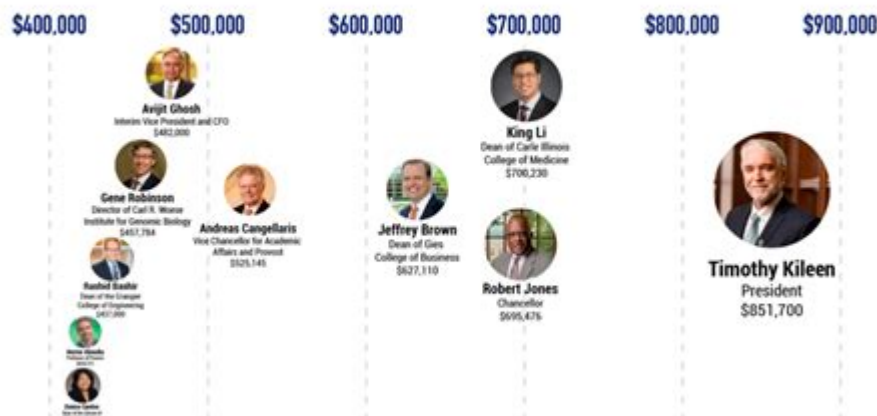 $400,000 $500,000 $600,000 $700,000 $800,000 $900,000
Avijit Ghosh
Interim Vice President and CFO
$482,000
King Li
Dean of Carle Illinois
College of Medicine
$700,230
Gene Robinson
Director of Carl R. Woese
Institute for Genomic Biology
$457,784
Andreas Cangellaris
Vice Chancellor for Academic
Affairs and Provost
$525,145
Jeffrey Brown
Dean of Gies
College of Business
$627,110
Timothy Kileen
President
$851,700
Rashid Bashir
Dean of the Grainger
College of Engineering
$437,000
Robert Jones
Chancellor
$695,476